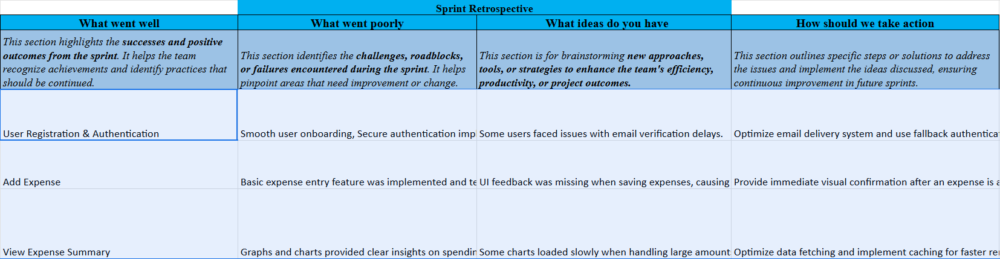 Sprint Retrospective
What went well
What went poorly
What ideas do you have
How should we take action
This section highlights the successes and positive
outcomes from the sprint. It helps the team
recognize achievements and identify practices that
should be continued.
This section identifies the challenges, roadblocks,
or failures encountered during the sprint. It helps
pinpoint areas that need improvement or change.
This section is for brainstorming new approaches,
tools, or strategies to enhance the team's efficiency,
productivity, or project outcomes.
This section outlines specific steps or solutions to address
the issues and implement the ideas discussed, ensuring
continuous improvement in future sprints.
User Registration & Authentication
Smooth user onboarding, Secure authentication
Some users faced issues with email verification delays.
Optimize email delivery system and use fallback
Add Expense
Basic expense entry feature was implemented and
UI feedback was missing when saving expenses, causing
Provide immediate visual confirmation after an expense is
View Expense Summary
Graphs and charts provided clear insights on
Some charts loaded slowly when handling large
Optimize data fetching and implement caching for faster